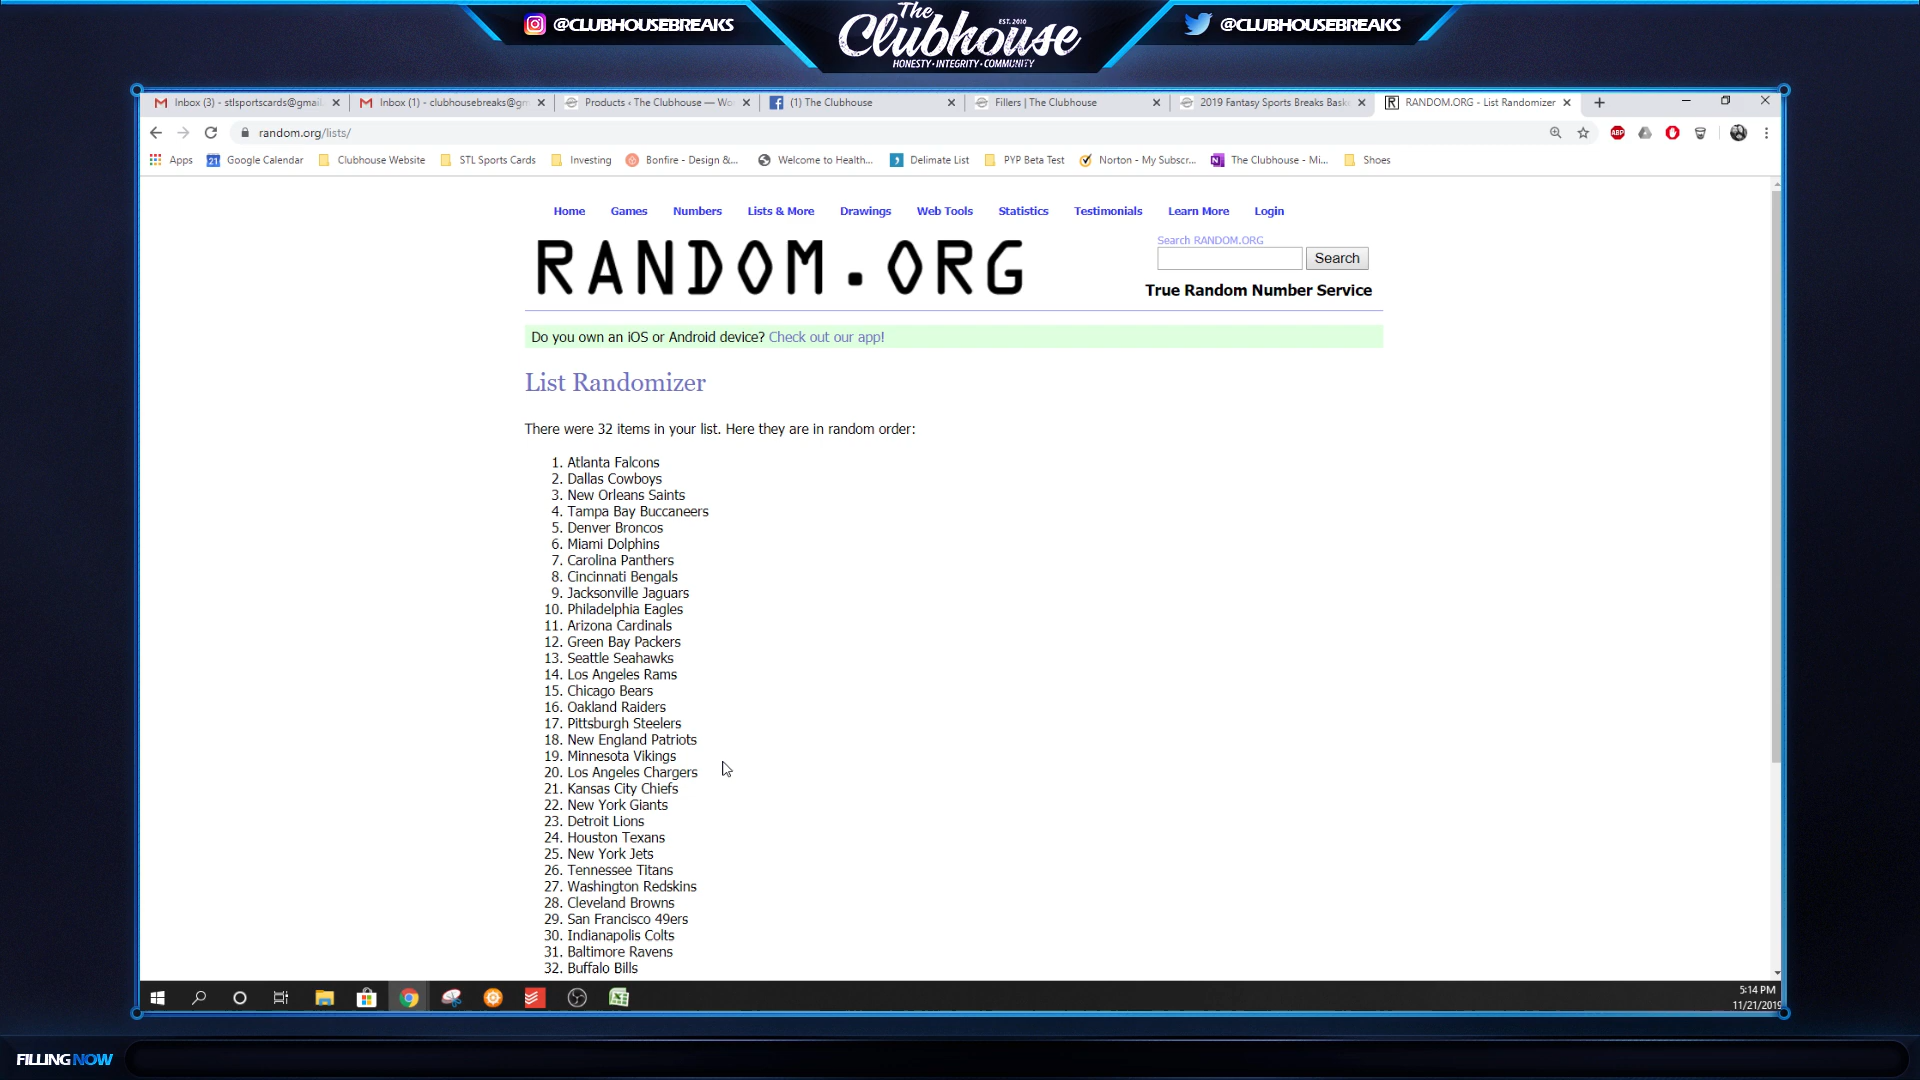 @CLUBHOUSEBREAKS
The
EST. 2010
Clubhouse
HONESTY·INTEGRITY·COMMUNITY
@CLUBHOUSEBREAKS
Inbox (3) - stlsportscards@gmail
Inbox (1) - clubhousebreaks@gm
Products ‹ The Clubhouse — Wo
(1) The Clubhouse
Fillers | The Clubhouse
2019 Fantasy Sports Breaks Bask
RANDOM.ORG - List Randomizer
random.org/lists/
ABP
Apps
21
Google Calendar
Clubhouse Website
STL Sports Cards
Investing
Bonfire - Design &...
Welcome to Health...
Delimate List
PYP Beta Test
Norton - My Subscr...
The Clubhouse - Mi...
Shoes
Home
Games
Numbers
Lists & More
Drawings
Web Tools
Statistics
Testimonials
Learn More
Login
RANDOM.ORG
Search RANDOM.ORG
Search
True Random Number Service
Do you own an iOS or Android device? Check out our app!
List Randomizer
There were 32 items in your list. Here they are in random order:
1. Atlanta Falcons
2. Dallas Cowboys
3. New Orleans Saints
4. Tampa Bay Buccaneers
5. Denver Broncos
6. Miami Dolphins
7. Carolina Panthers
8. Cincinnati Bengals
9. Jacksonville Jaguars
10. Philadelphia Eagles
11. Arizona Cardinals
12. Green Bay Packers
13. Seattle Seahawks
14. Los Angeles Rams
15. Chicago Bears
16. Oakland Raiders
17. Pittsburgh Steelers
18. New England Patriots
19. Minnesota Vikings
20. Los Angeles Chargers
21. Kansas City Chiefs
22. New York Giants
23. Detroit Lions
24. Houston Texans
25. New York Jets
26. Tennessee Titans
27. Washington Redskins
28. Cleveland Browns
29. San Francisco 49ers
30. Indianapolis Colts
31. Baltimore Ravens
32. Buffalo Bills
5:14 PM
11/21/2019
FILLING NOW